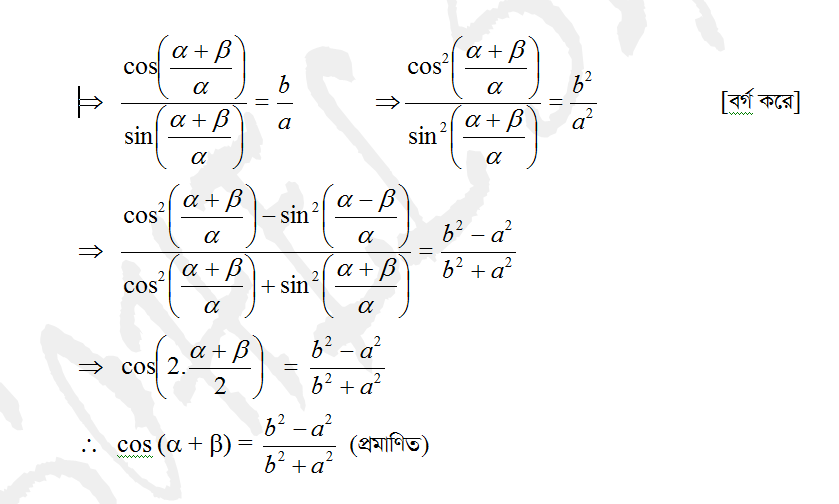 ⇒ cos((α + β)/α) / sin((α + β)/α) = b/a ⇒ cos²((α + β)/α) / sin²((α + β)/α) = b²/a² [বর্গ করে]
⇒ (cos²((α + β)/α) − sin²((α − β)/α)) / (cos²((α + β)/α) + sin²((α + β)/α)) = (b² − a²)/(b² + a²)
⇒ cos(2.(α + β)/2) = (b² − a²)/(b² + a²)
∴ cos (α + β) = (b² − a²)/(b² + a²) (প্রমাণিত)